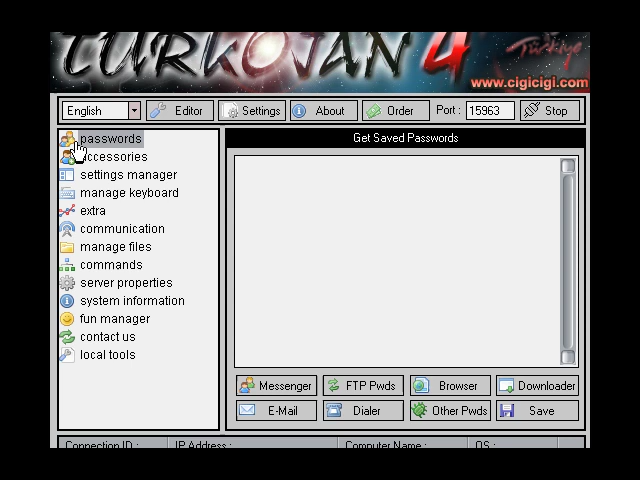 TURKOJAN 4
Türkiye
www.cigicigi.com
English Editor Settings About Order Port : 15963 Stop
passwords
accessories
settings manager
manage keyboard
extra
communication
manage files
commands
server properties
system information
fun manager
contact us
local tools
Get Saved Passwords
Messenger FTP Pwds Browser Downloader
E-Mail Dialer Other Pwds Save
Connection ID : IP Address : Computer Name : OS :